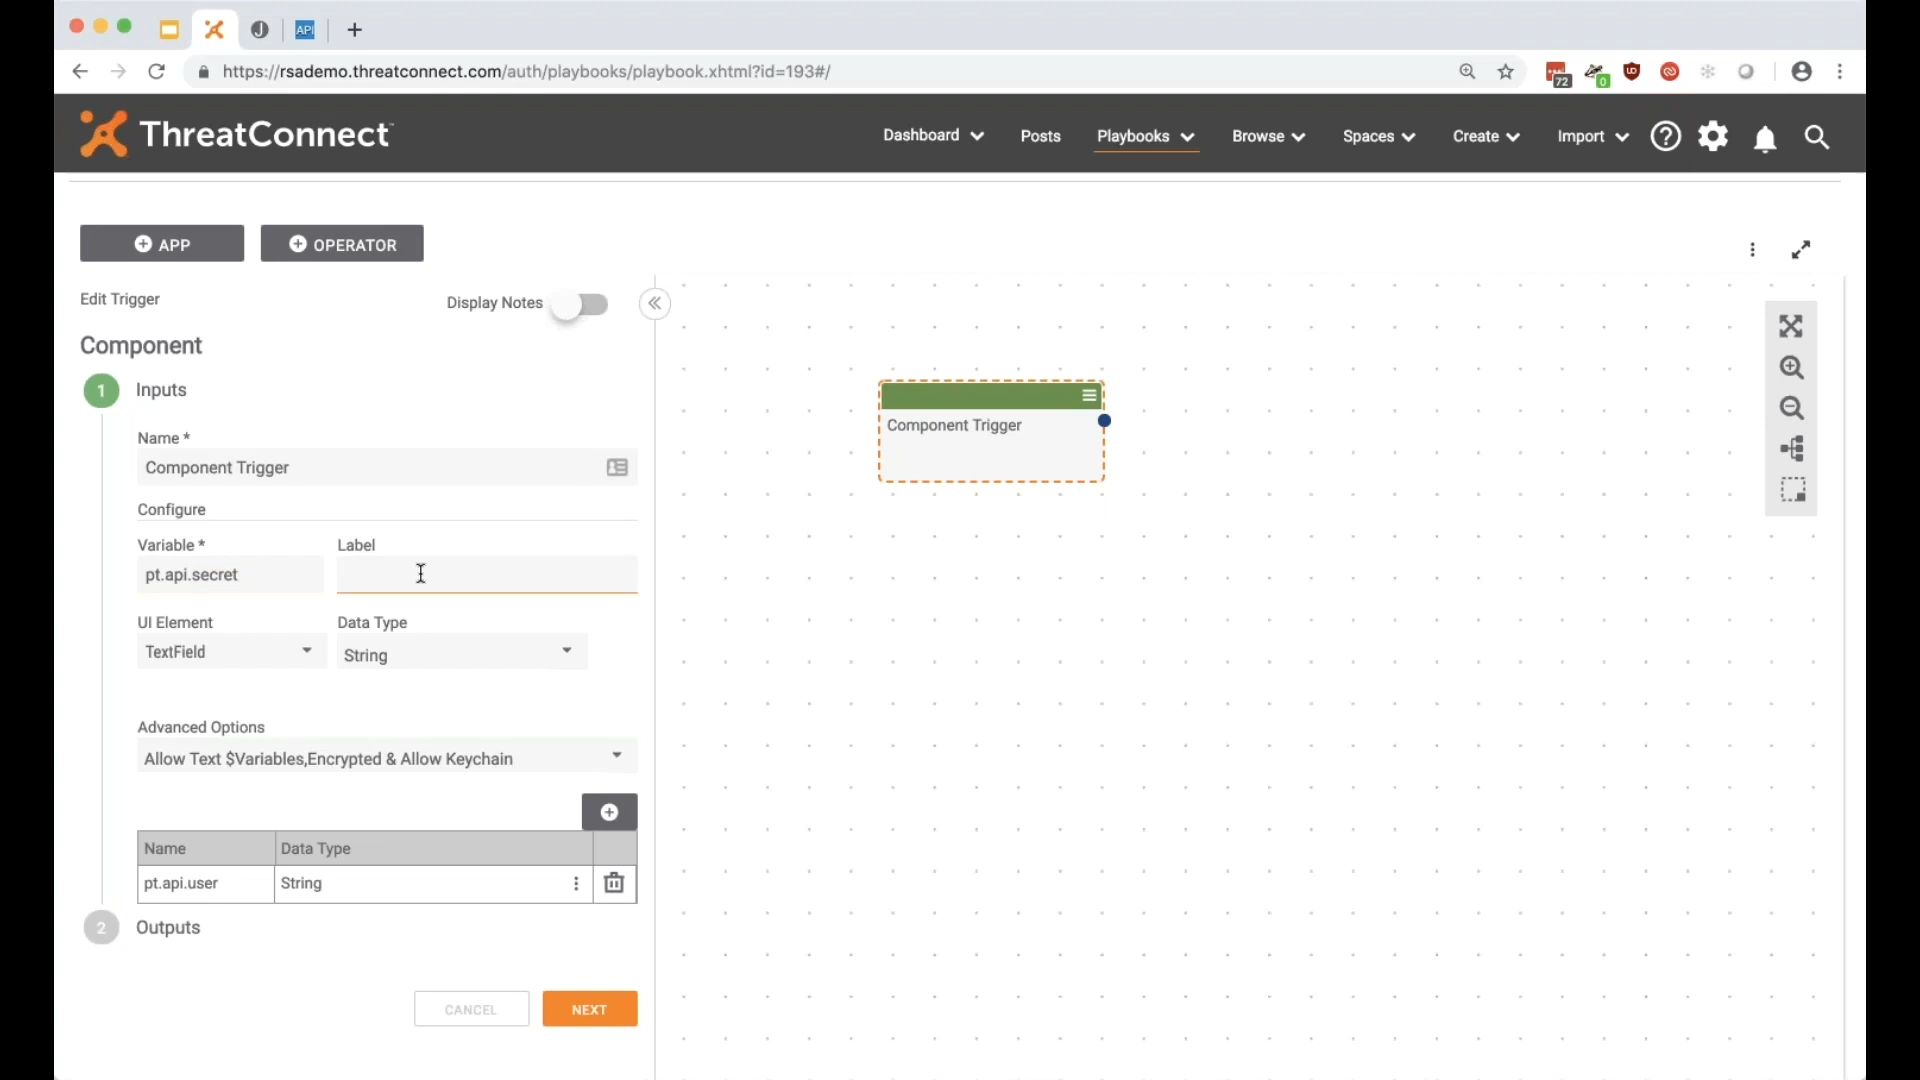 J
API
https://rsademo.threatconnect.com/auth/playbooks/playbook.xhtml?id=193#/
72
0
ThreatConnect
Dashboard
Posts
Playbooks
Browse
Spaces
Create
Import
APP
OPERATOR
Edit Trigger
Display Notes
Component
1
Inputs
Name *
Component Trigger
Configure
Variable *
Label
pt.api.secret
UI Element
Data Type
TextField
String
Advanced Options
Allow Text $Variables,Encrypted & Allow Keychain
Name
Data Type
pt.api.user
String
2
Outputs
CANCEL
NEXT
Component Trigger